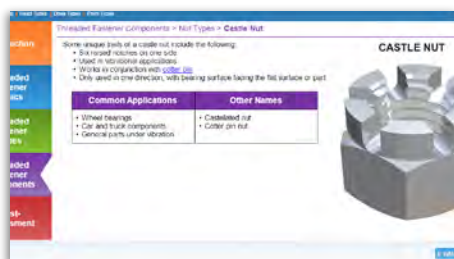 Threaded Fastener Components > Nut Types > Castle Nut
Some unique traits of a castle nut include the following:
• Six raised notches on one side
• Used in vibrational applications
• Works in conjunction with cotter pin
• Only used in one direction, with bearing surface facing the flat surface or part
CASTLE NUT
Common Applications
Other Names
• Wheel bearings
• Car and truck components
• General parts under vibration
• Castellated nut
• Cotter pin nut